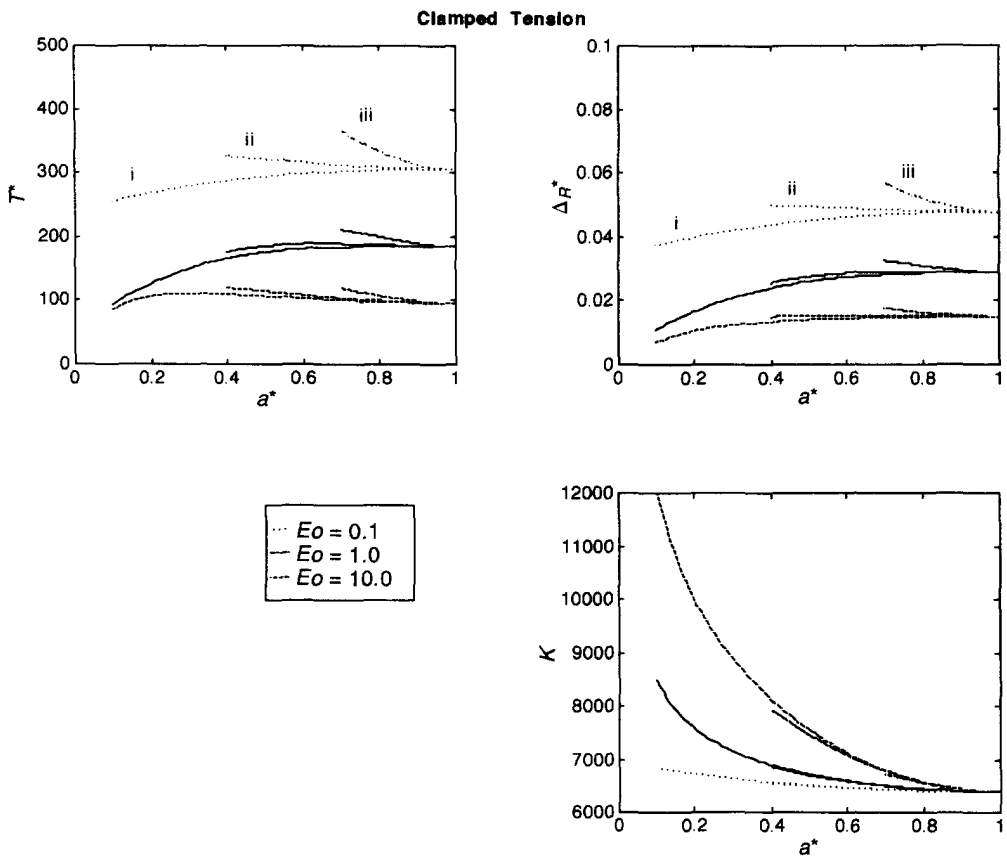 Clamped Tension
500
400
300
200
100
0
T*
i
ii
iii
0.2
0.4
0.6
0.8
1
a*
0.1
0.08
0.06
0.04
0.02
0
Δ_R*
i
ii
iii
0
0.2
0.4
0.6
0.8
1
a*
Eo = 0.1
Eo = 1.0
Eo = 10.0
12000
11000
10000
9000
8000
7000
6000
K
0
0.2
0.4
0.6
0.8
1
a*